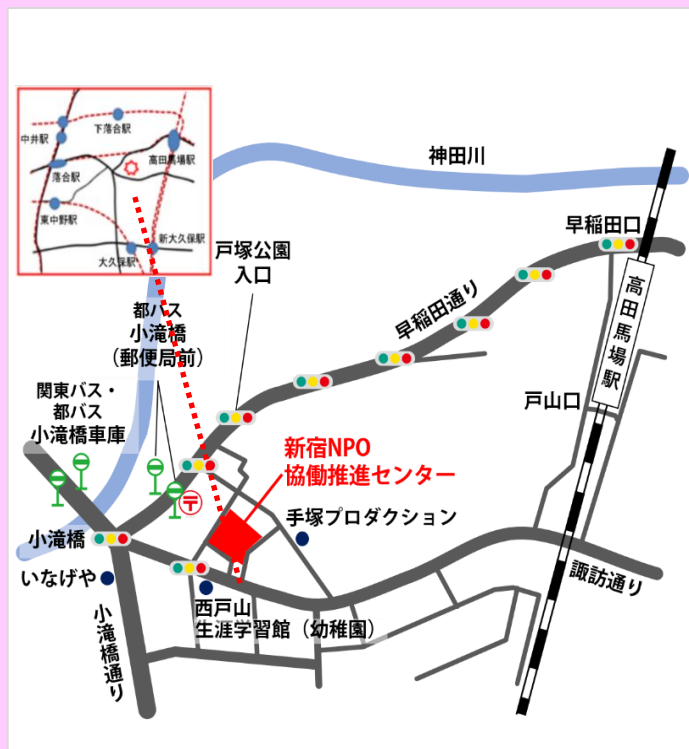 中井駅
下落合駅
高田馬場駅
落合駅
東中野駅
新大久保駅
大久保駅
神田川
早稲田口
戸塚公園
入口
早稲田通り
高田馬場駅
都バス
小滝橋
（郵便局前）
関東バス・
都バス
小滝橋車庫
戸山口
新宿NPO
協働推進センター
手塚プロダクション
小滝橋
いなげや
西戸山
生涯学習館（幼稚園）
諏訪通り
小滝橋通り